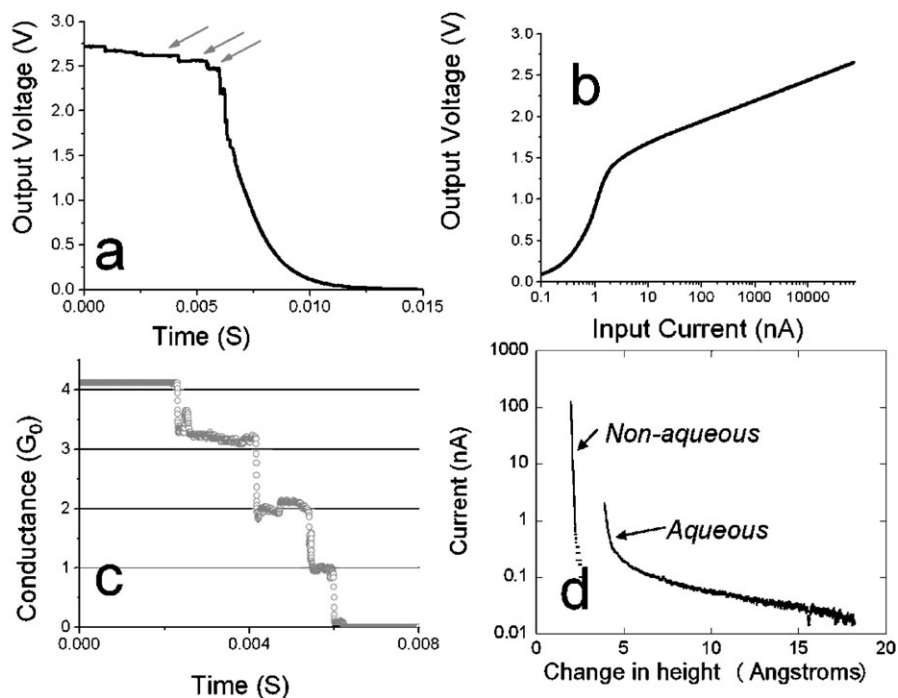 Output Voltage (V)
3.0
2.5
2.0
1.5
1.0
0.5
0.0
a
0.000 0.005 0.010 0.015
Time (S)
Output Voltage (V)
3.0
2.5
2.0
1.5
1.0
0.5
0.0
b
0.1 1 10 100 1000 10000
Input Current (nA)
Conductance (G0)
4
3
2
1
0
c
0.000 0.004 0.008
Time (S)
Current (nA)
1000
100
10
1
0.1
0.01
Non-aqueous
Aqueous
d
0 5 10 15 20
Change in height (Angstroms)